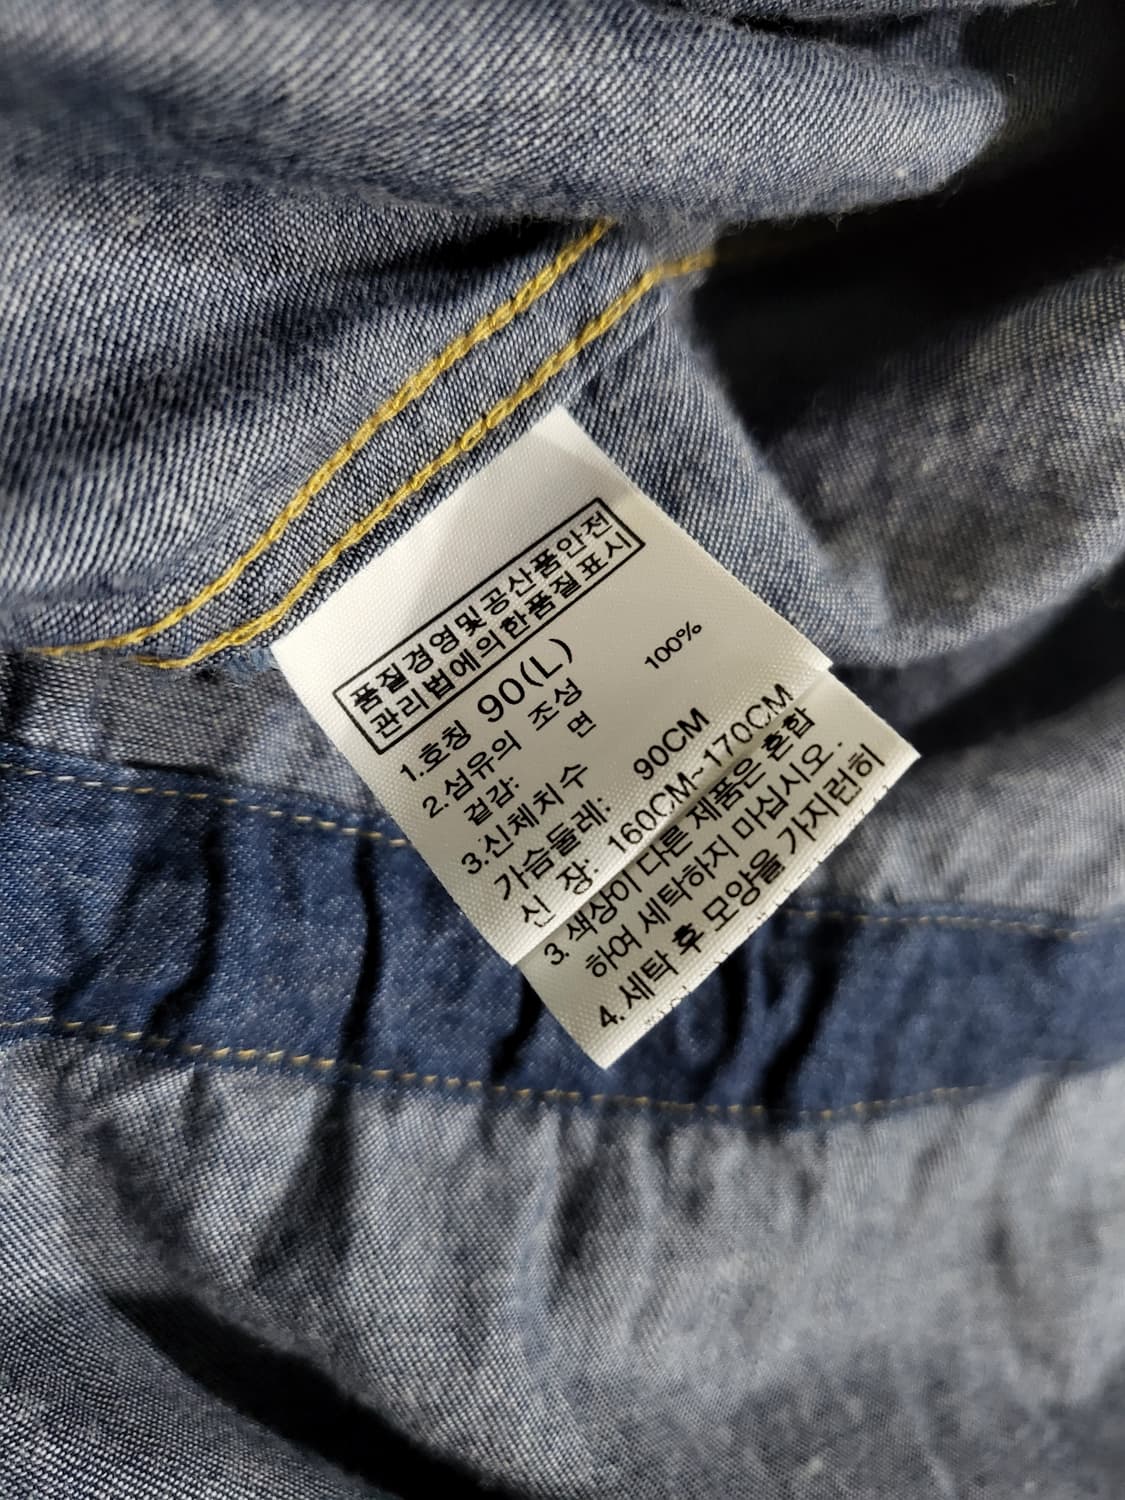 품질경영및공산품안전
관리법에의한품질표시
1.호칭 90(L)
2.섬유의 조성
겉감: 면 100%
3.신체치수
가슴둘레: 90CM
신 장: 160CM~170CM
3.색상이 다른 제품은 혼합
하여 세탁하지 마십시오.
4.세탁 후 모양을 가지런히